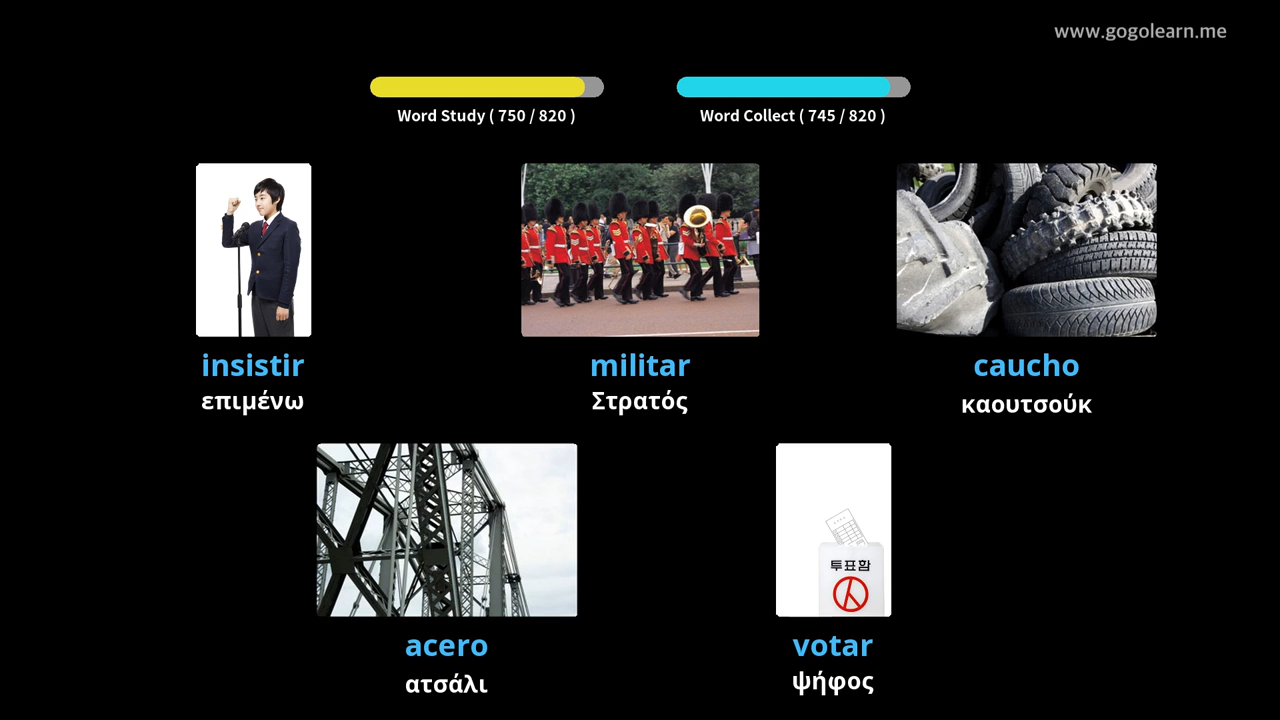 www.gogolearn.me
Word Study ( 750 / 820 )
Word Collect ( 745 / 820 )
insistir
επιμένω
militar
Στρατός
caucho
καουτσούκ
acero
ατσάλι
투표함
votar
ψήφος